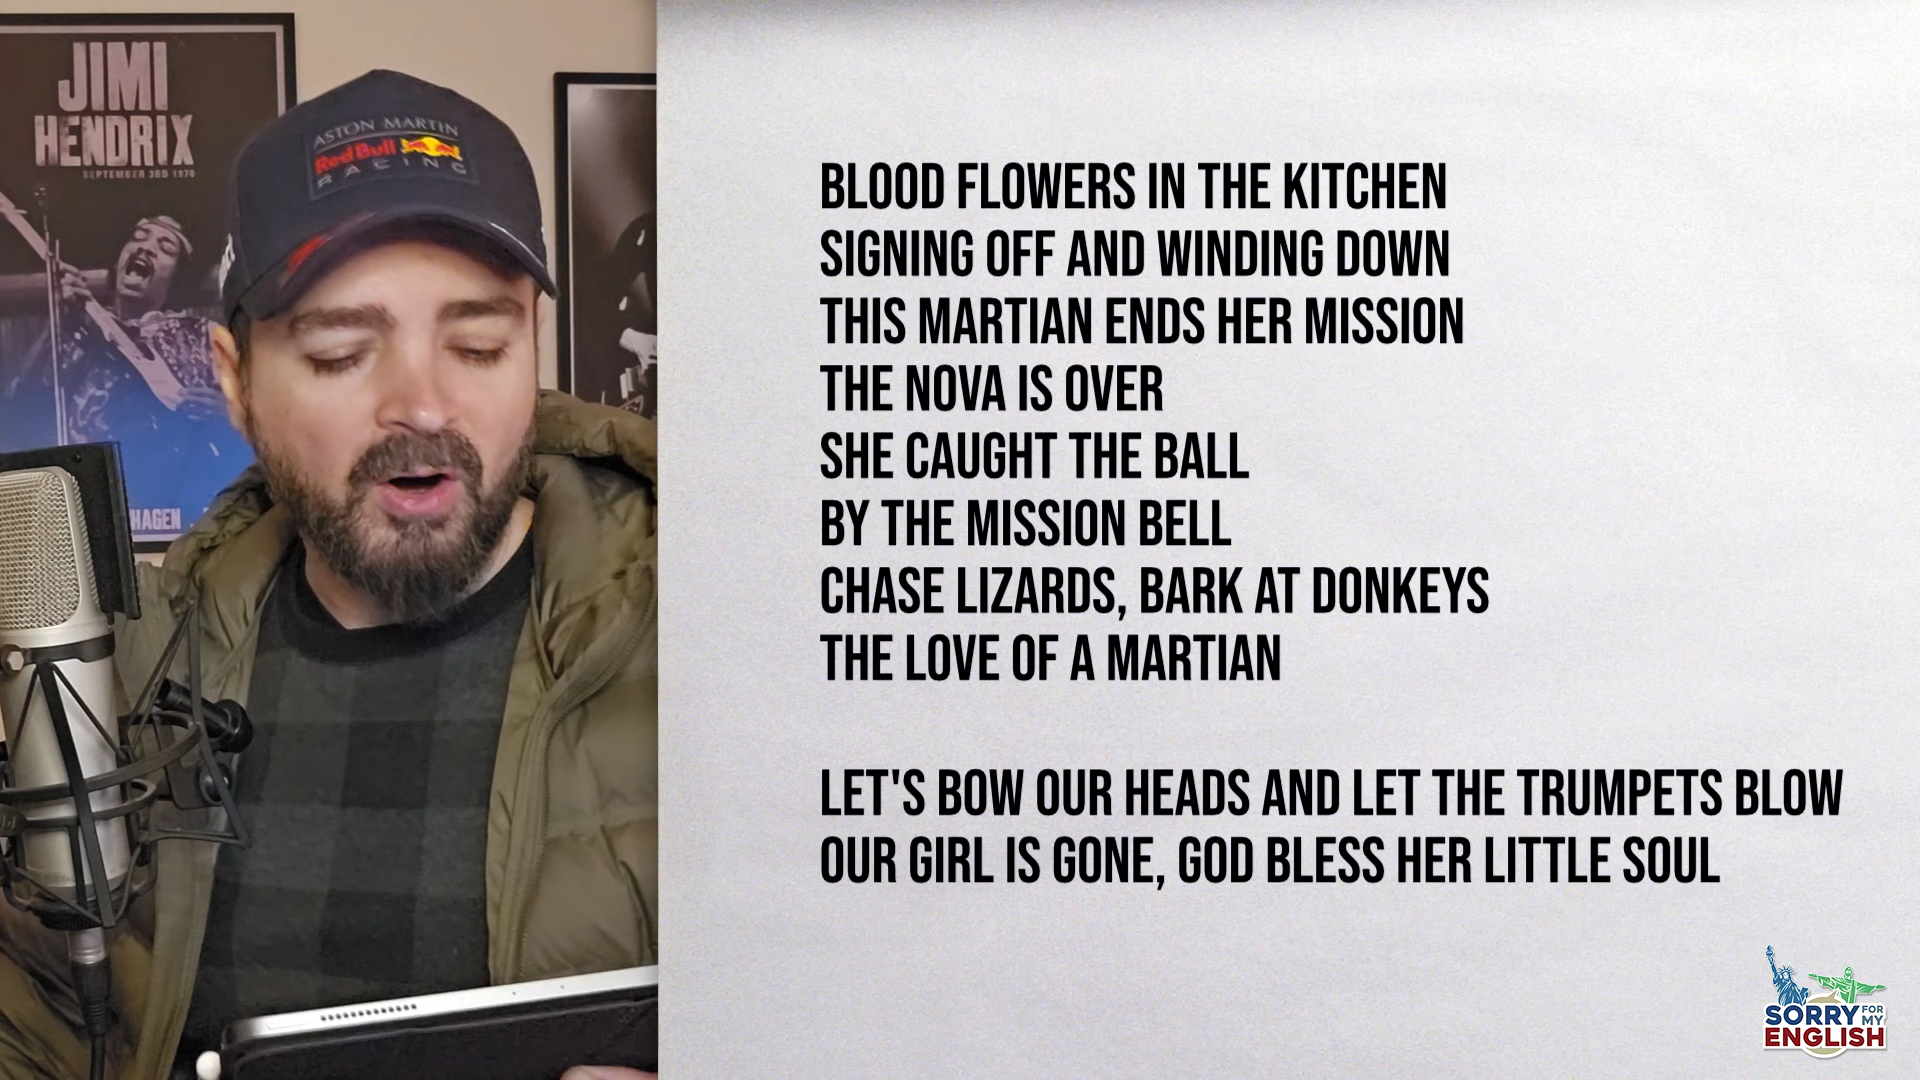 JIMI
HENDRIX
SEPTEMBER 3RD 1970
HAGEN
ASTON MARTIN
Red Bull
RACING
BLOOD FLOWERS IN THE KITCHEN
SIGNING OFF AND WINDING DOWN
THIS MARTIAN ENDS HER MISSION
THE NOVA IS OVER
SHE CAUGHT THE BALL
BY THE MISSION BELL
CHASE LIZARDS, BARK AT DONKEYS
THE LOVE OF A MARTIAN
LET'S BOW OUR HEADS AND LET THE TRUMPETS BLOW
OUR GIRL IS GONE, GOD BLESS HER LITTLE SOUL
SORRY FOR MY
ENGLISH